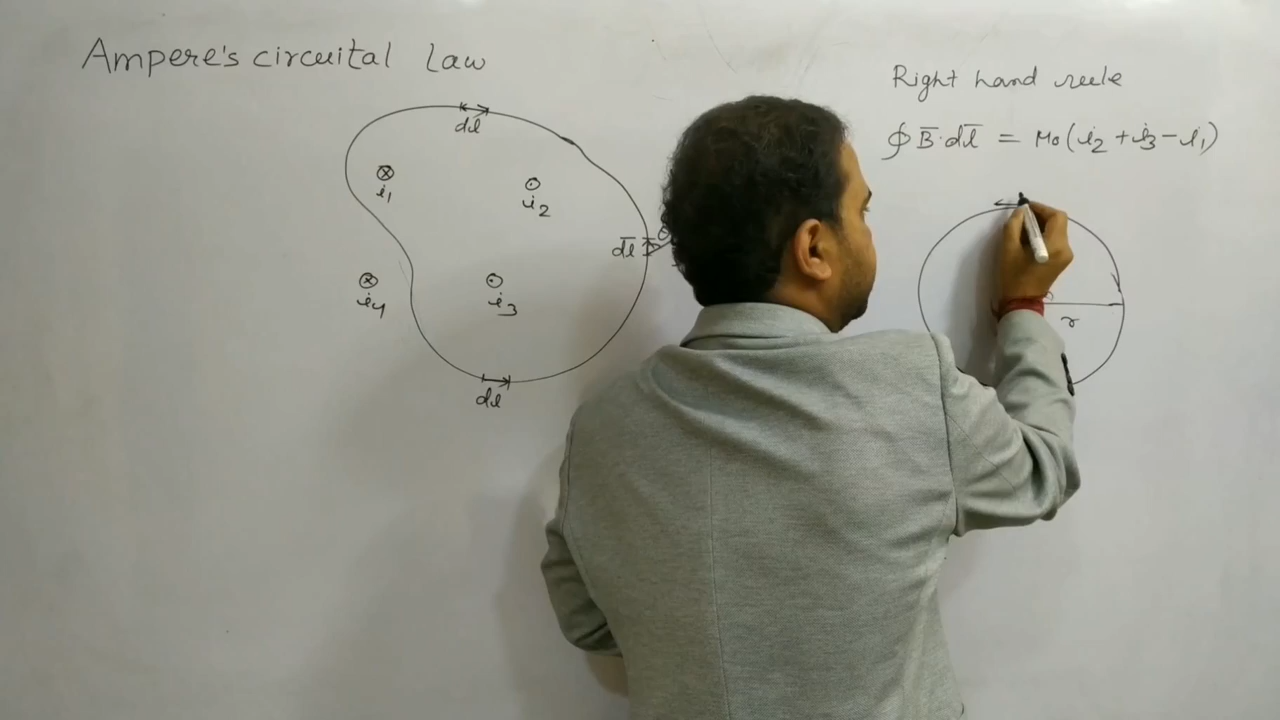 Ampere's circuital Law
dl
i1
i2
dl
i4
i3
dl
Right hand rule
∮ B̅·dl̅ = μ0(i2 + i3 − i1)
r